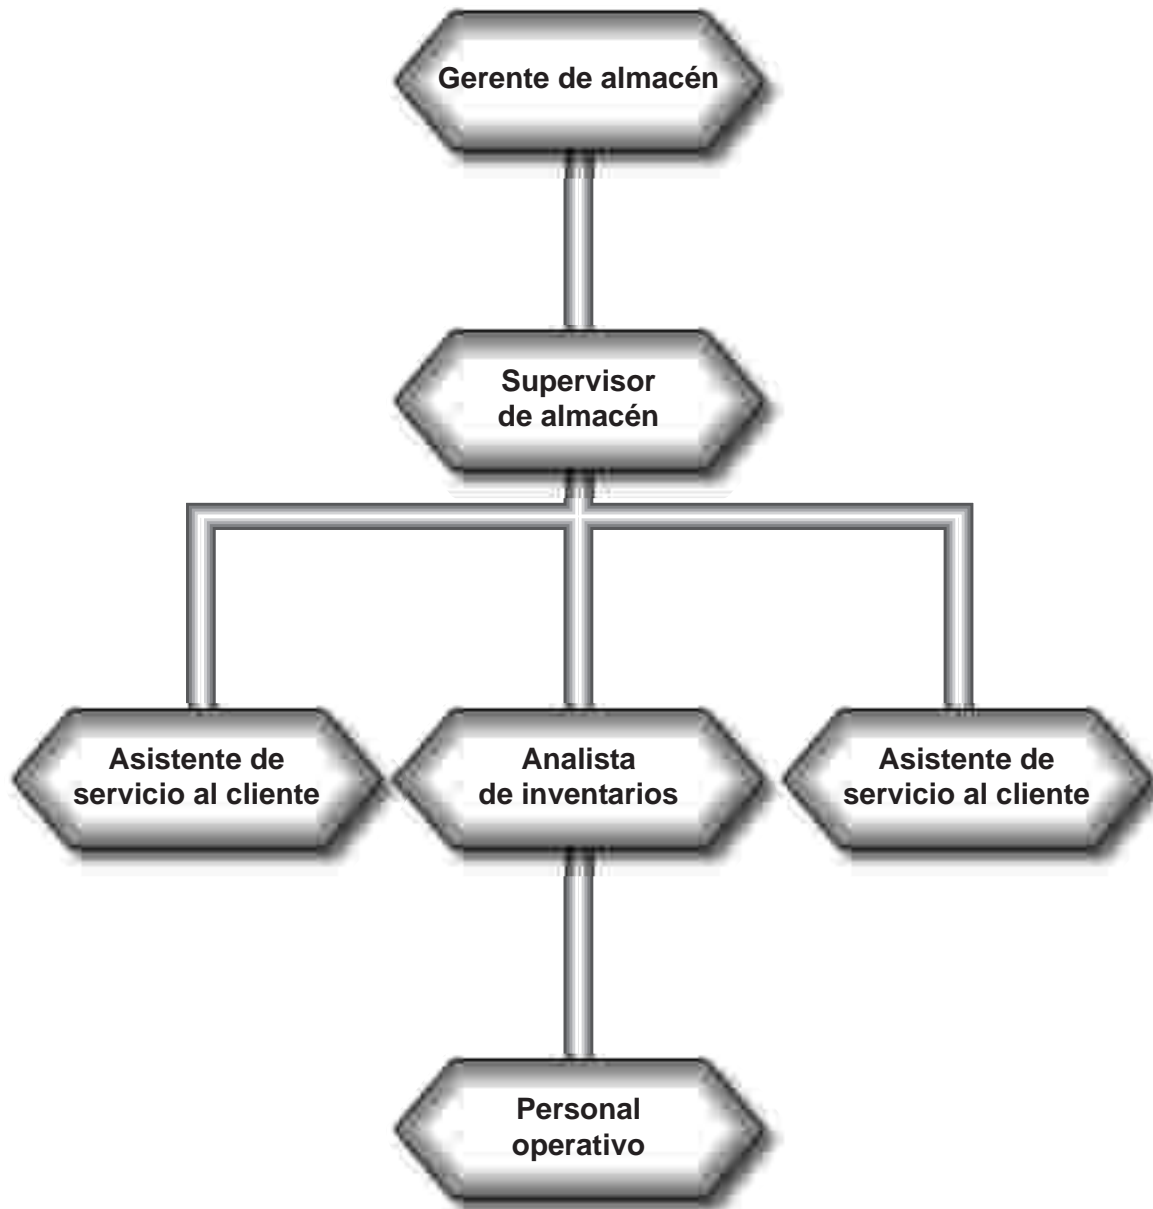 Gerente de almacén
Supervisor
de almacén
Asistente de
servicio al cliente
Analista
de inventarios
Asistente de
servicio al cliente
Personal
operativo